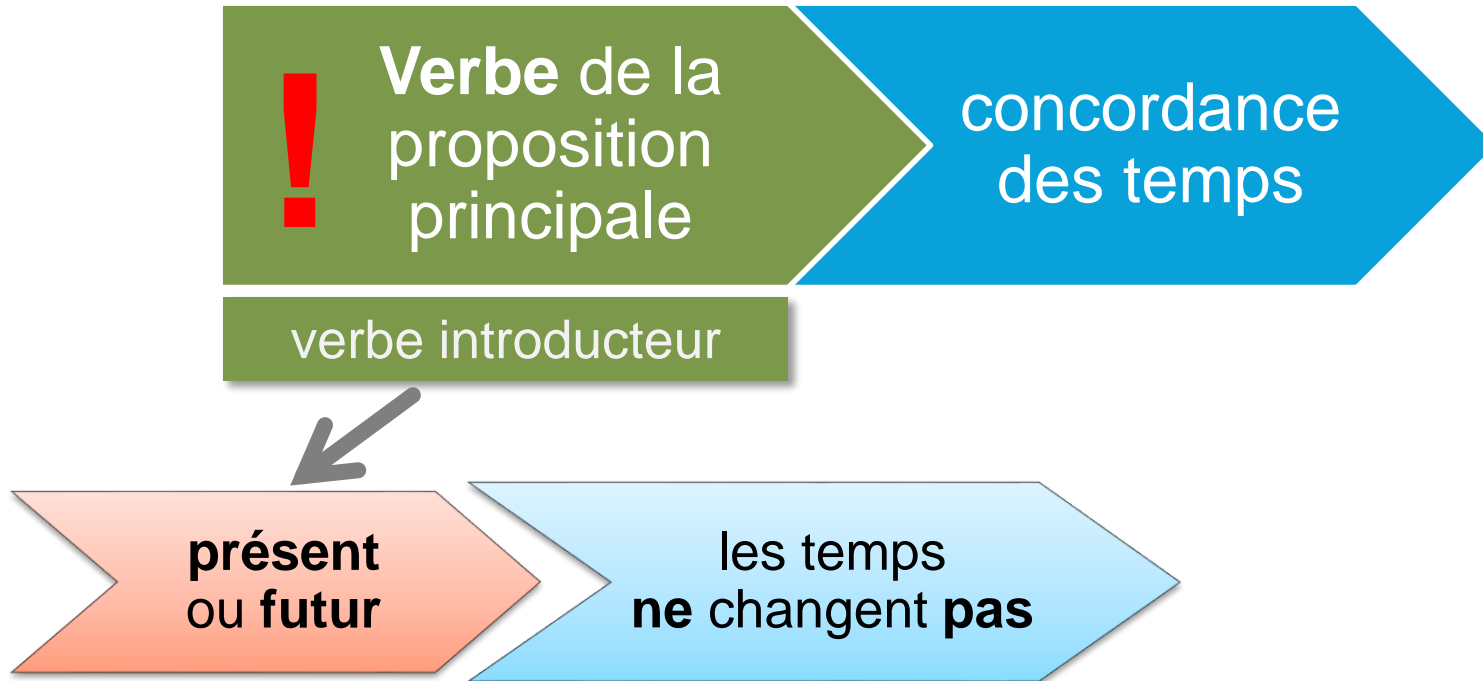 !
Verbe de la
proposition
principale
concordance
des temps
verbe introducteur
présent
ou futur
les temps
ne changent pas